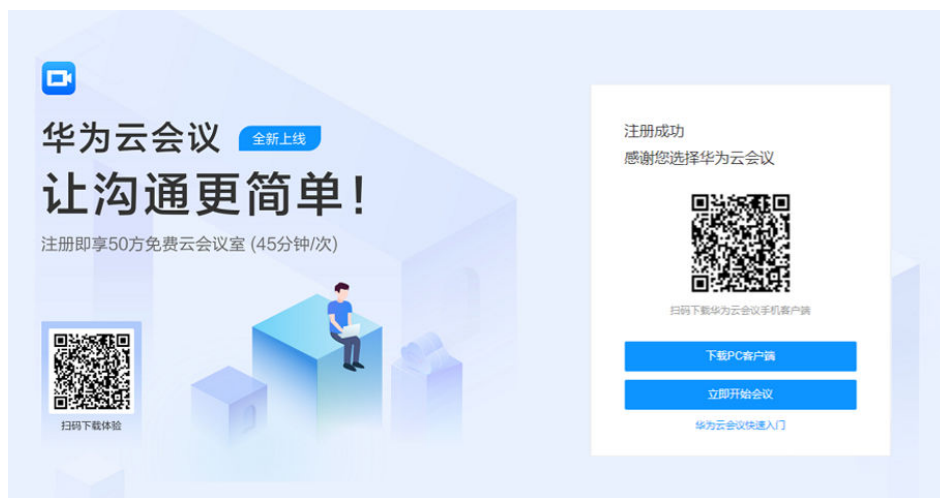 华为云会议 全新上线
让沟通更简单!
注册即享50方免费云会议室 (45分钟/次)
扫码下载体验
注册成功
感谢您选择华为云会议
扫码下载华为云会议手机客户端
下载PC客户端
立即开始会议
华为云会议快速入门